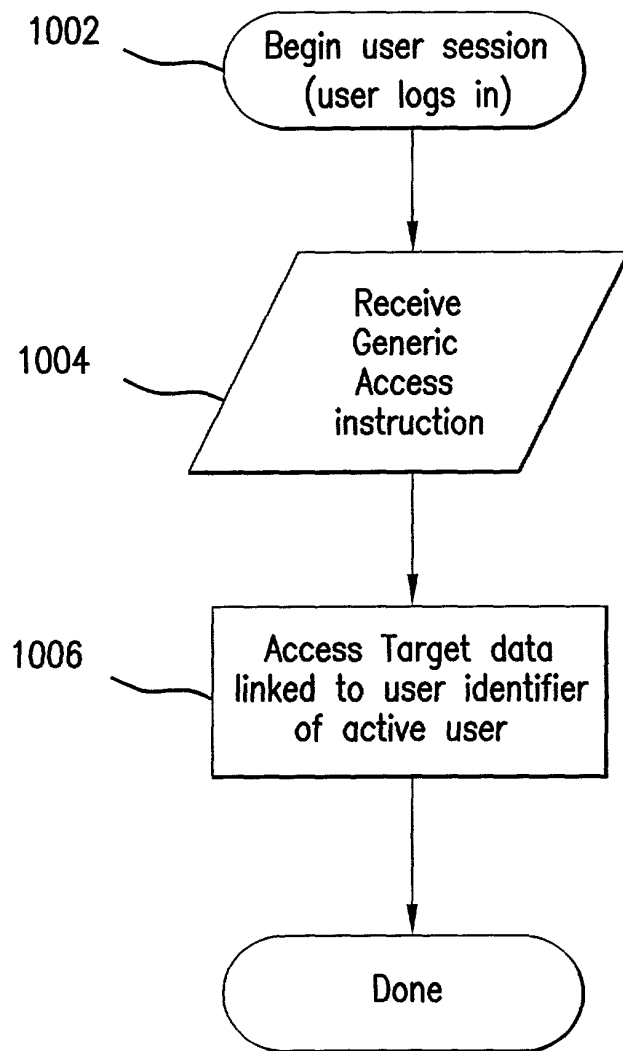 1002
Begin user session
(user logs in)
1004
Receive
Generic
Access
instruction
1006
Access Target data
linked to user identifier
of active user
Done